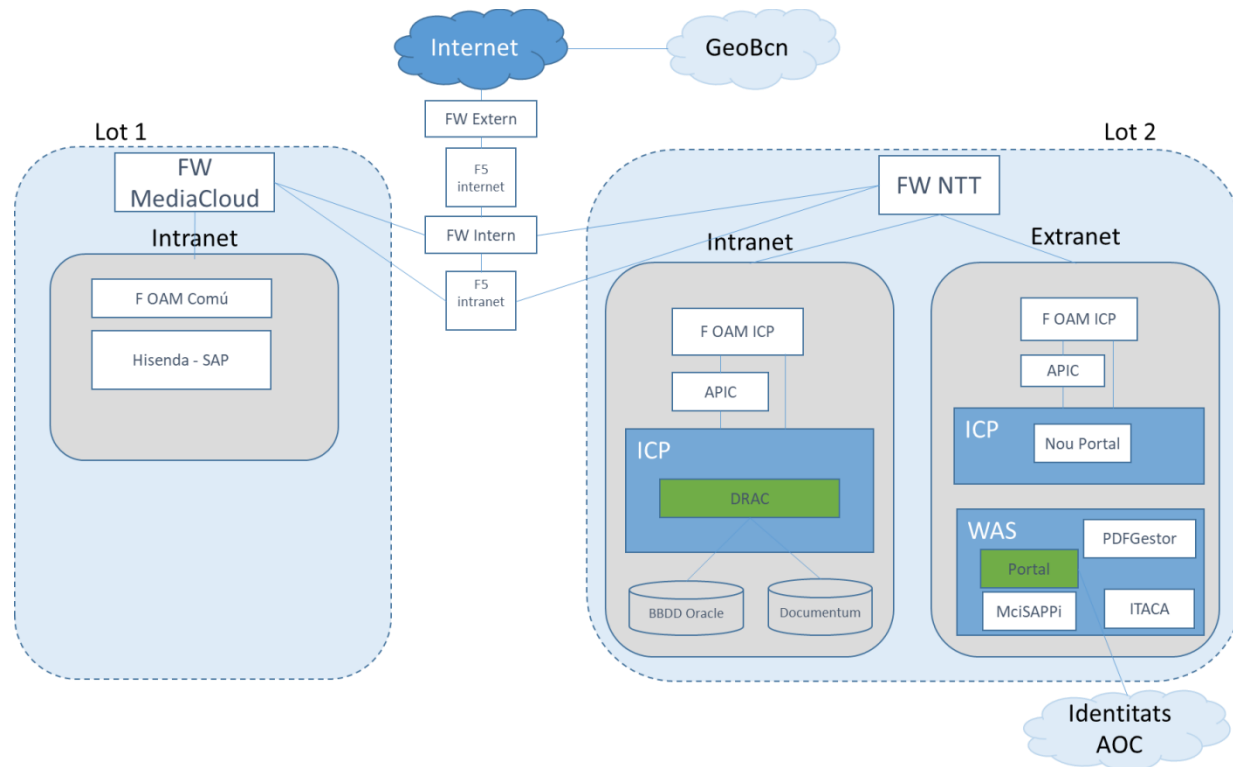 Internet
GeoBcn
FW Extern
F5
internet
FW Intern
F5
intranet
Lot 1
FW
MediaCloud
Intranet
F OAM Comú
Hisenda - SAP
Lot 2
FW NTT
Intranet
F OAM ICP
APIC
ICP
DRAC
BBDD Oracle
Documentum
Extranet
F OAM ICP
APIC
ICP
Nou Portal
WAS
PDFGestor
Portal
MciSAPPi
ITACA
Identitats
AOC